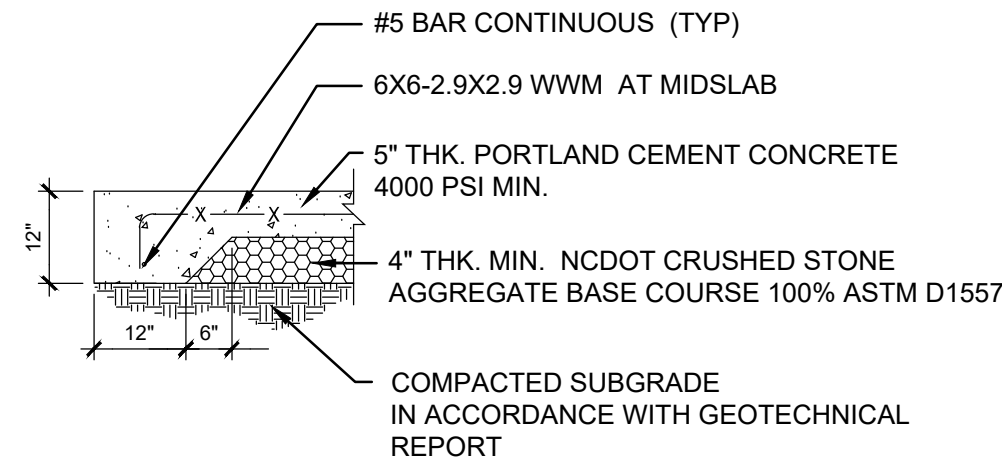 #5 BAR CONTINUOUS (TYP)
6X6-2.9X2.9 WWM AT MIDSLAB
5" THK. PORTLAND CEMENT CONCRETE
4000 PSI MIN.
12"
4" THK. MIN. NCDOT CRUSHED STONE
AGGREGATE BASE COURSE 100% ASTM D1557
12"
6"
COMPACTED SUBGRADE
IN ACCORDANCE WITH GEOTECHNICAL
REPORT